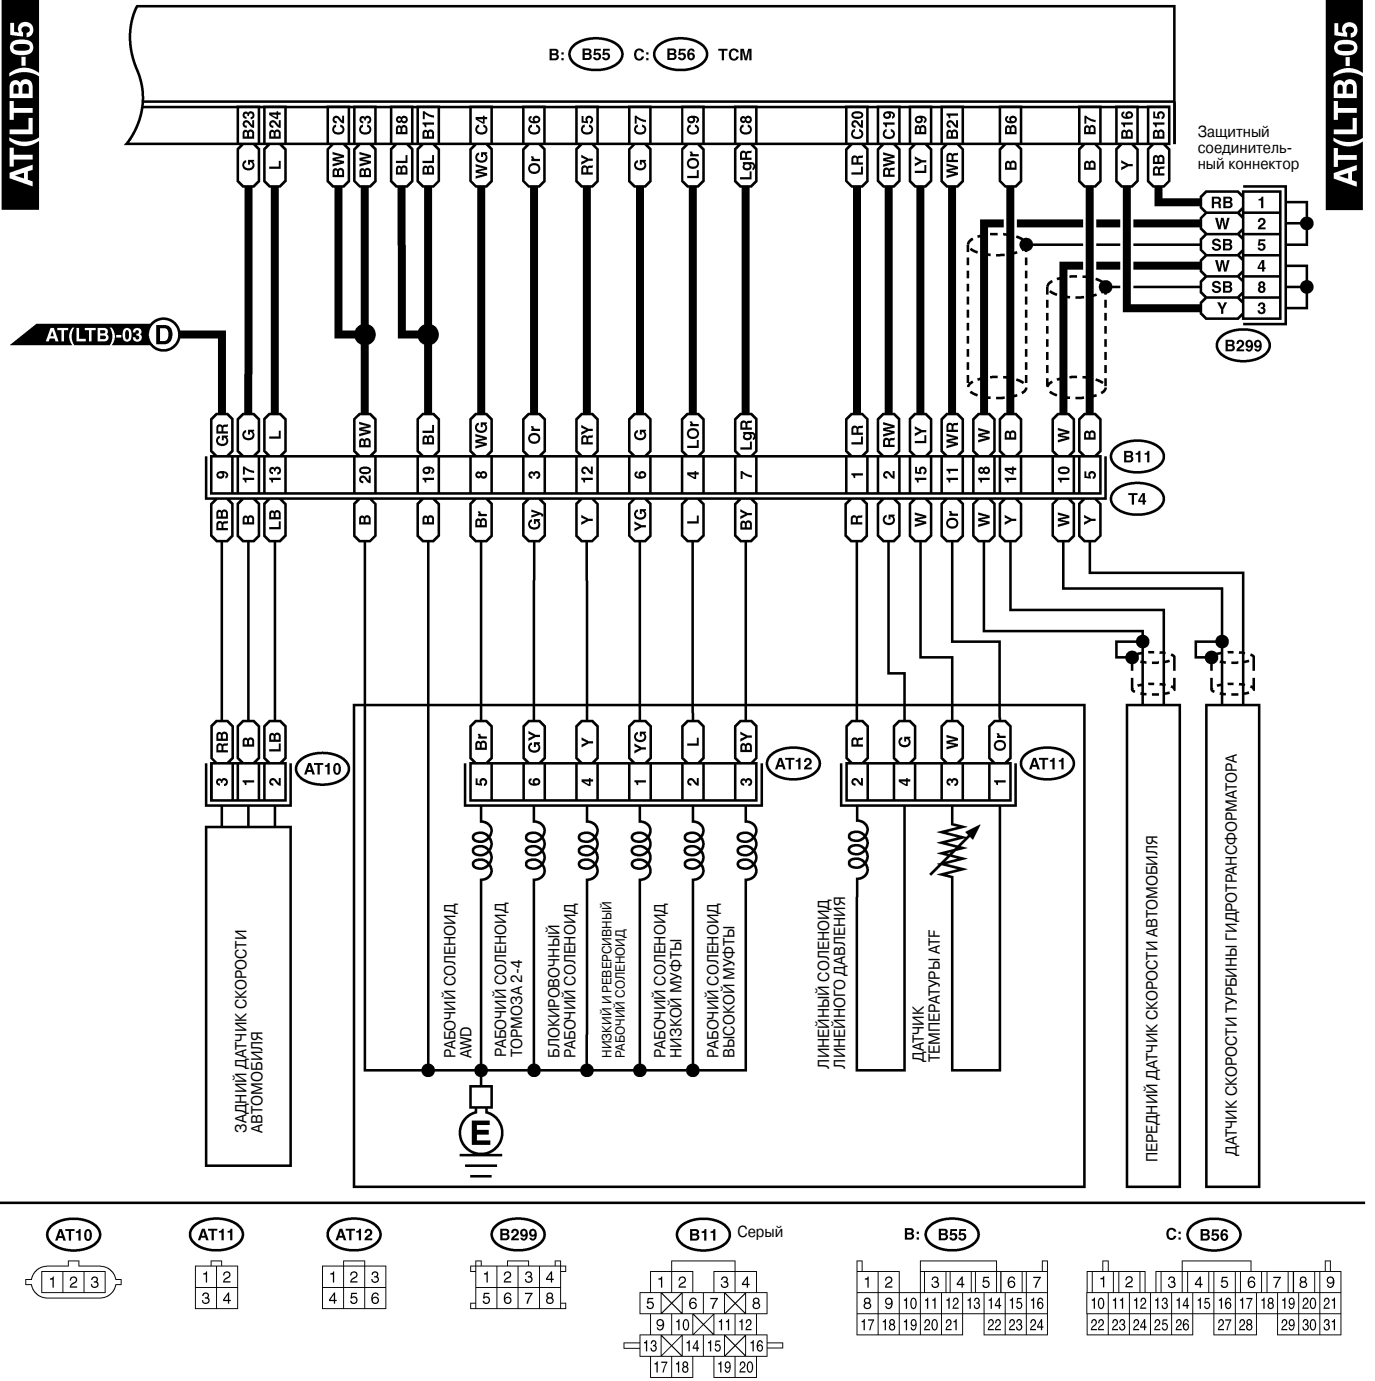 AT(LTB)-05
AT(LTB)-05
B: B55 C: B56 TCM
B23 B24 C2 C3 B8 B17 C4 C6 C5 C7 C9 C8 C20 C19 B9 B21 B6 B7 B16 B15
G L BW BW BL BL WG Or RY G LOr LgR LR RW LY WR B B Y RB
Защитный
соединитель-
ный коннектор
RB 1
W 2
SB 5
W 4
SB 8
Y 3
B299
AT(LTB)-03 D
GR G L BW BL WG Or RY G LOr LgR LR RW LY WR W B W B
B11
9 17 13 20 19 8 3 12 6 4 7 1 2 15 11 18 14 10 5
T4
RB B LB B B Br Gy Y YG L BY R G W Or W Y W Y
RB B LB Br GY Y YG L BY R G W Or
AT10
3 1 2
AT12
5 6 4 1 2 3
AT11
2 4 3 1
ЗАДНИЙ ДАТЧИК СКОРОСТИ
АВТОМОБИЛЯ
РАБОЧИЙ СОЛЕНОИД
AWD
РАБОЧИЙ СОЛЕНОИД
ТОРМОЗА 2-4
БЛОКИРОВОЧНЫЙ
РАБОЧИЙ СОЛЕНОИД
НИЗКИЙ И РЕВЕРСИВНЫЙ
РАБОЧИЙ СОЛЕНОИД
РАБОЧИЙ СОЛЕНОИД
НИЗКОЙ МУФТЫ
РАБОЧИЙ СОЛЕНОИД
ВЫСОКОЙ МУФТЫ
ЛИНЕЙНЫЙ СОЛЕНОИД
ЛИНЕЙНОГО ДАВЛЕНИЯ
ДАТЧИК
ТЕМПЕРАТУРЫ ATF
ПЕРЕДНИЙ ДАТЧИК СКОРОСТИ АВТОМОБИЛЯ
ДАТЧИК СКОРОСТИ ТУРБИНЫ ГИДРОТРАНСФОРМАТОРА
E
AT10
1 2 3
AT11
1 2
3 4
AT12
1 2 3
4 5 6
B299
1 2 3 4
5 6 7 8
B11 Серый
1 2 3 4
5 6 7 8
9 10 11 12
13 14 15 16
17 18 19 20
B: B55
1 2 3 4 5 6 7
8 9 10 11 12 13 14 15 16
17 18 19 20 21 22 23 24
C: B56
1 2 3 4 5 6 7 8 9
10 11 12 13 14 15 16 17 18 19 20 21
22 23 24 25 26 27 28 29 30 31